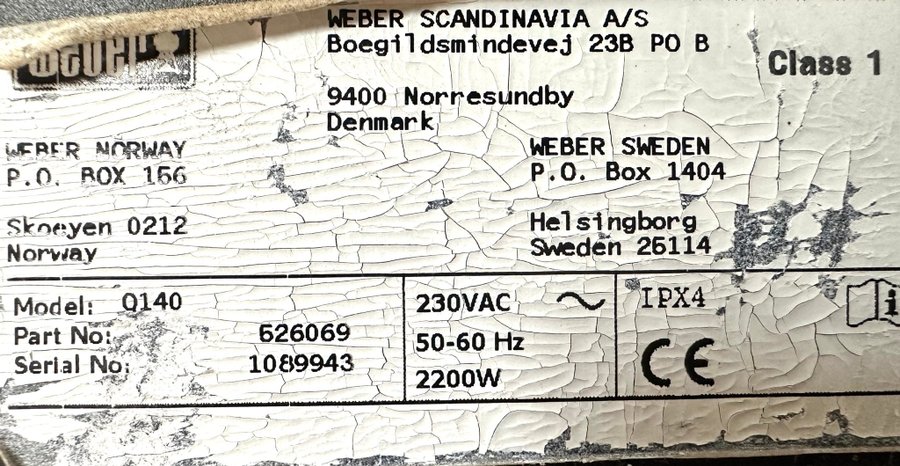 weber
WEBER SCANDINAVIA A/S
Boegildsmindevej 23B PO B
Class 1
9400 Norresundby
Denmark
WEBER NORWAY
P.O. BOX 166
Skoeyen 0212
Norway
WEBER SWEDEN
P.O. Box 1404
Helsingborg
Sweden 26114
Model: Q140
Part No: 626069
Serial No: 1089943
230VAC ~
50-60 Hz
2200W
IPX4
CE
i